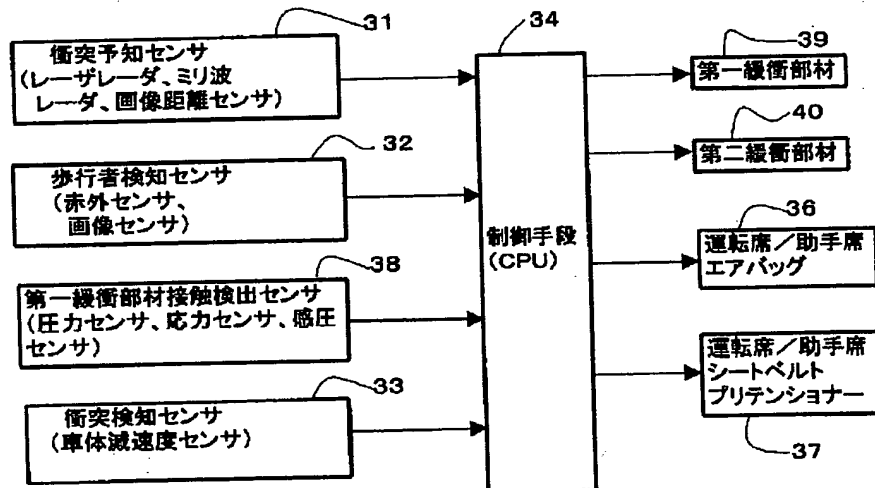 31
衝突予知センサ
(レーザレーダ、ミリ波
レーダ、画像距離センサ)
32
歩行者検知センサ
(赤外センサ、
画像センサ)
38
第一緩衝部材接触検出センサ
(圧力センサ、応力センサ、感圧
センサ)
33
衝突検知センサ
(車体減速度センサ)
34
制御手段
(CPU)
39
第一緩衝部材
40
第二緩衝部材
36
運転席/助手席
エアバッグ
運転席/助手席
シートベルト
プリテンショナー
37